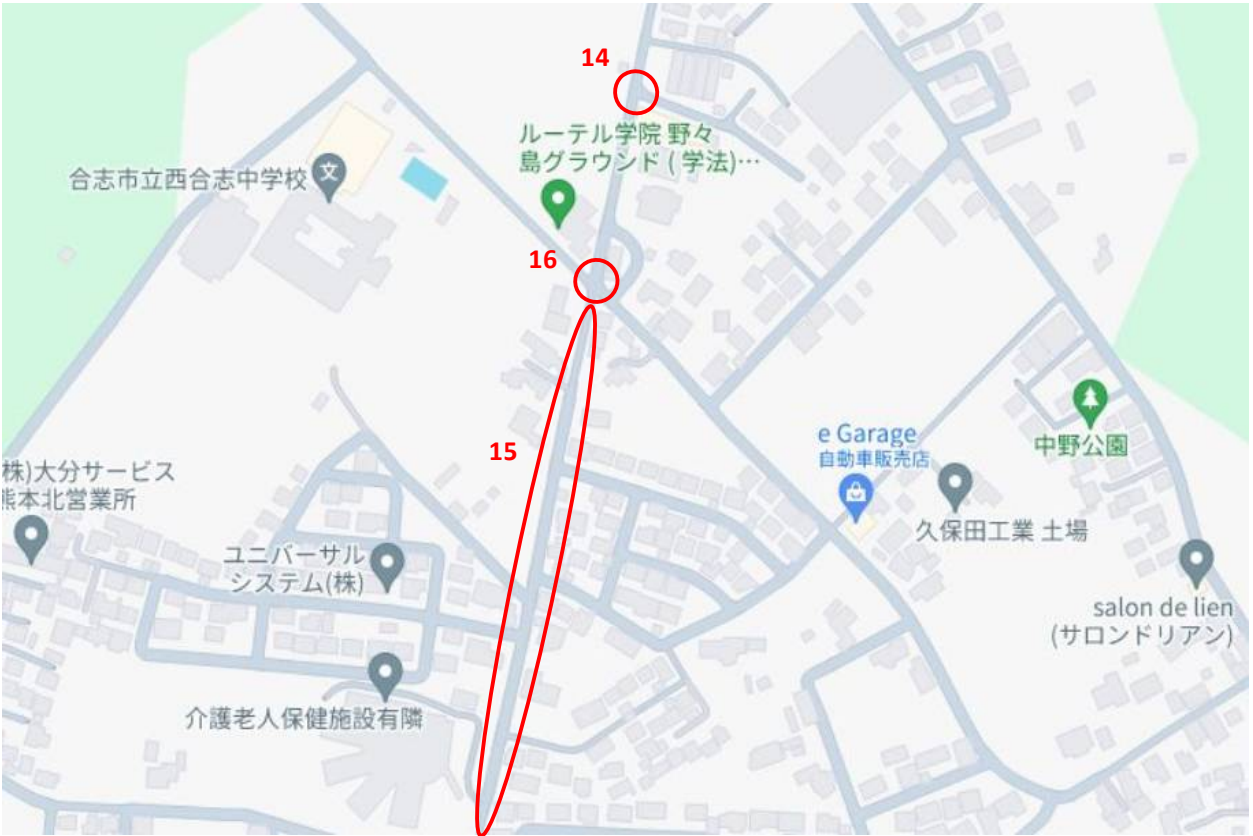 14
ルーテル学院 野々
島グラウンド ( 学法)…
合志市立西合志中学校
文
16
15
e Garage
自動車販売店
中野公園
株)大分サービス
熊本北営業所
久保田工業 土場
ユニバーサル
システム(株)
salon de lien
(サロンドリアン)
介護老人保健施設有隣